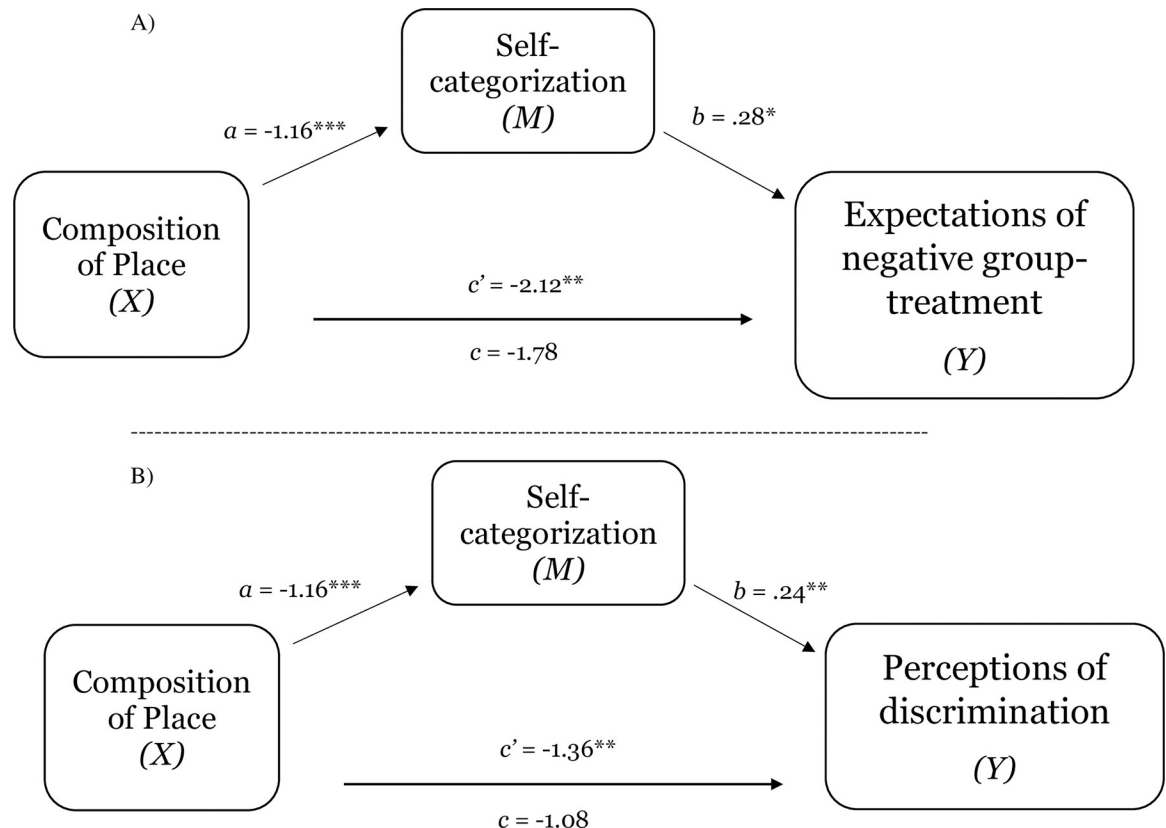 A)
Self-
categorization
(M)
a = -1.16***
b = .28*
Composition
of Place
(X)
Expectations of
negative group-
treatment
(Y)
c’ = -2.12**
c = -1.78
B)
Self-
categorization
(M)
a = -1.16***
b = .24**
Composition
of Place
(X)
Perceptions of
discrimination
(Y)
c’ = -1.36**
c = -1.08